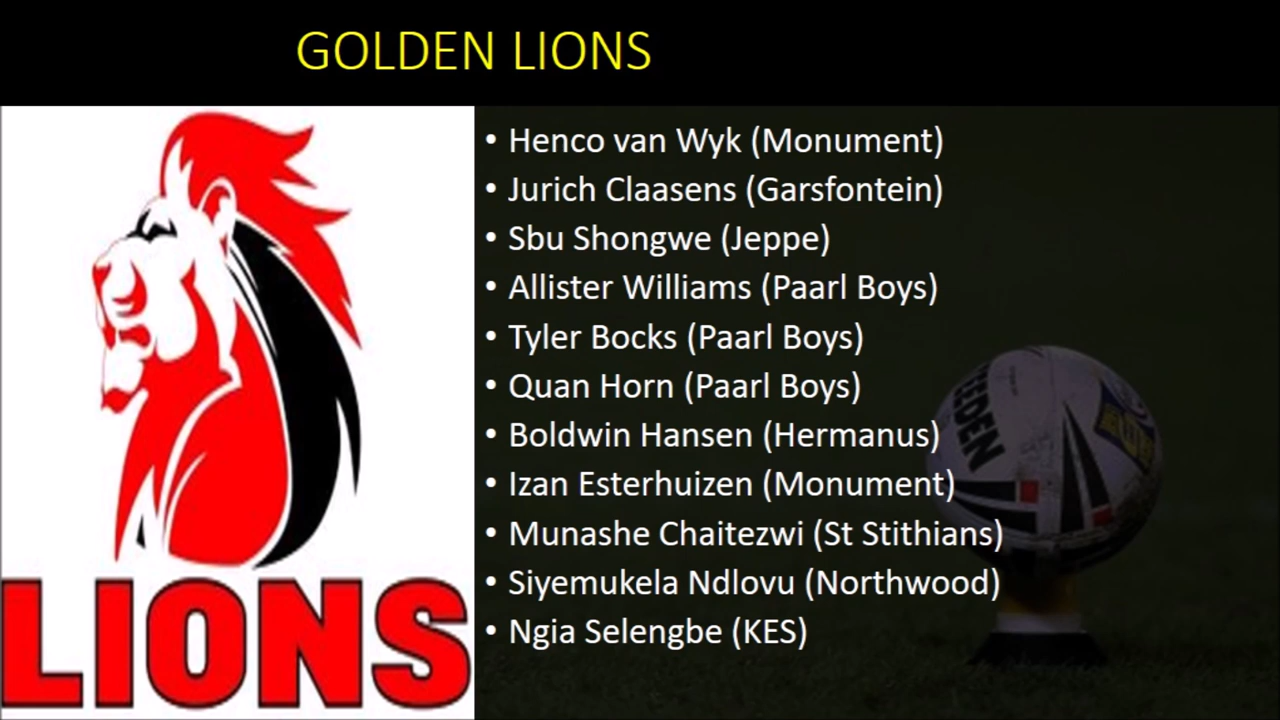 GOLDEN LIONS
• Henco van Wyk (Monument)
• Jurich Claasens (Garsfontein)
• Sbu Shongwe (Jeppe)
• Allister Williams (Paarl Boys)
• Tyler Bocks (Paarl Boys)
• Quan Horn (Paarl Boys)
• Boldwin Hansen (Hermanus)
• Izan Esterhuizen (Monument)
• Munashe Chaitezwi (St Stithians)
• Siyemukela Ndlovu (Northwood)
• Ngia Selengbe (KES)
LIONS